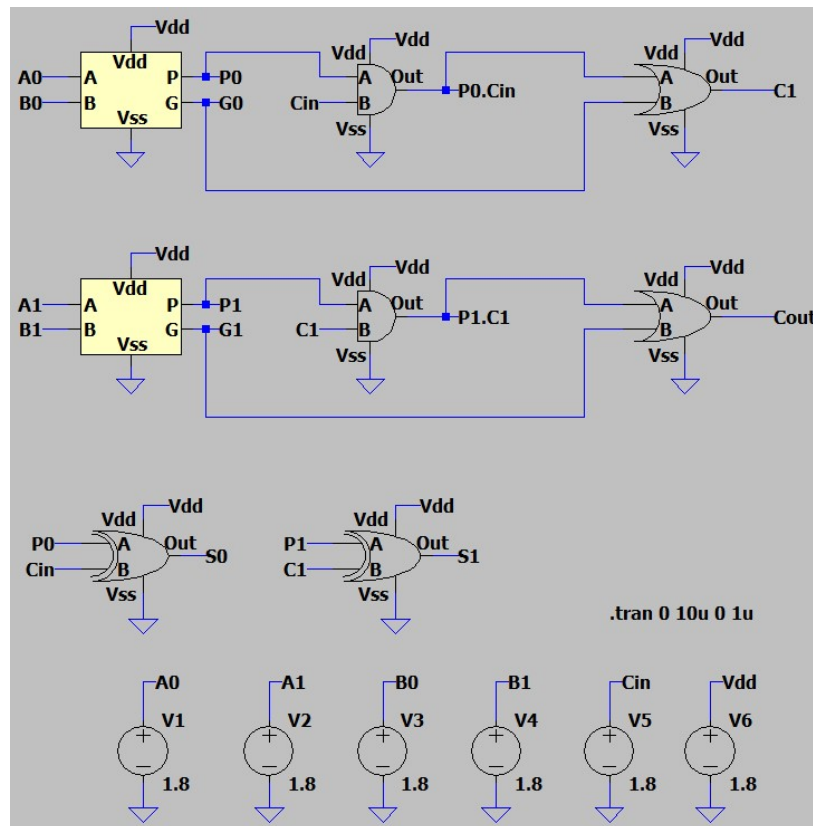 Vdd Vdd Vdd
Vdd Vdd Vdd
A0 A P P0 A Out P0.Cin A Out C1
B0 B G G0 Cin B B
Vss Vss Vss
Vdd Vdd Vdd
Vdd Vdd Vdd
A1 A P P1 A Out P1.C1 A Out Cout
B1 B G G1 C1 B B
Vss Vss Vss
Vdd Vdd
Vdd Vdd
P0 A Out S0 P1 A Out S1
Cin B C1 B
Vss Vss
.tran 0 10u 0 1u
A0 A1 B0 B1 Cin Vdd
V1 V2 V3 V4 V5 V6
1.8 1.8 1.8 1.8 1.8 1.8